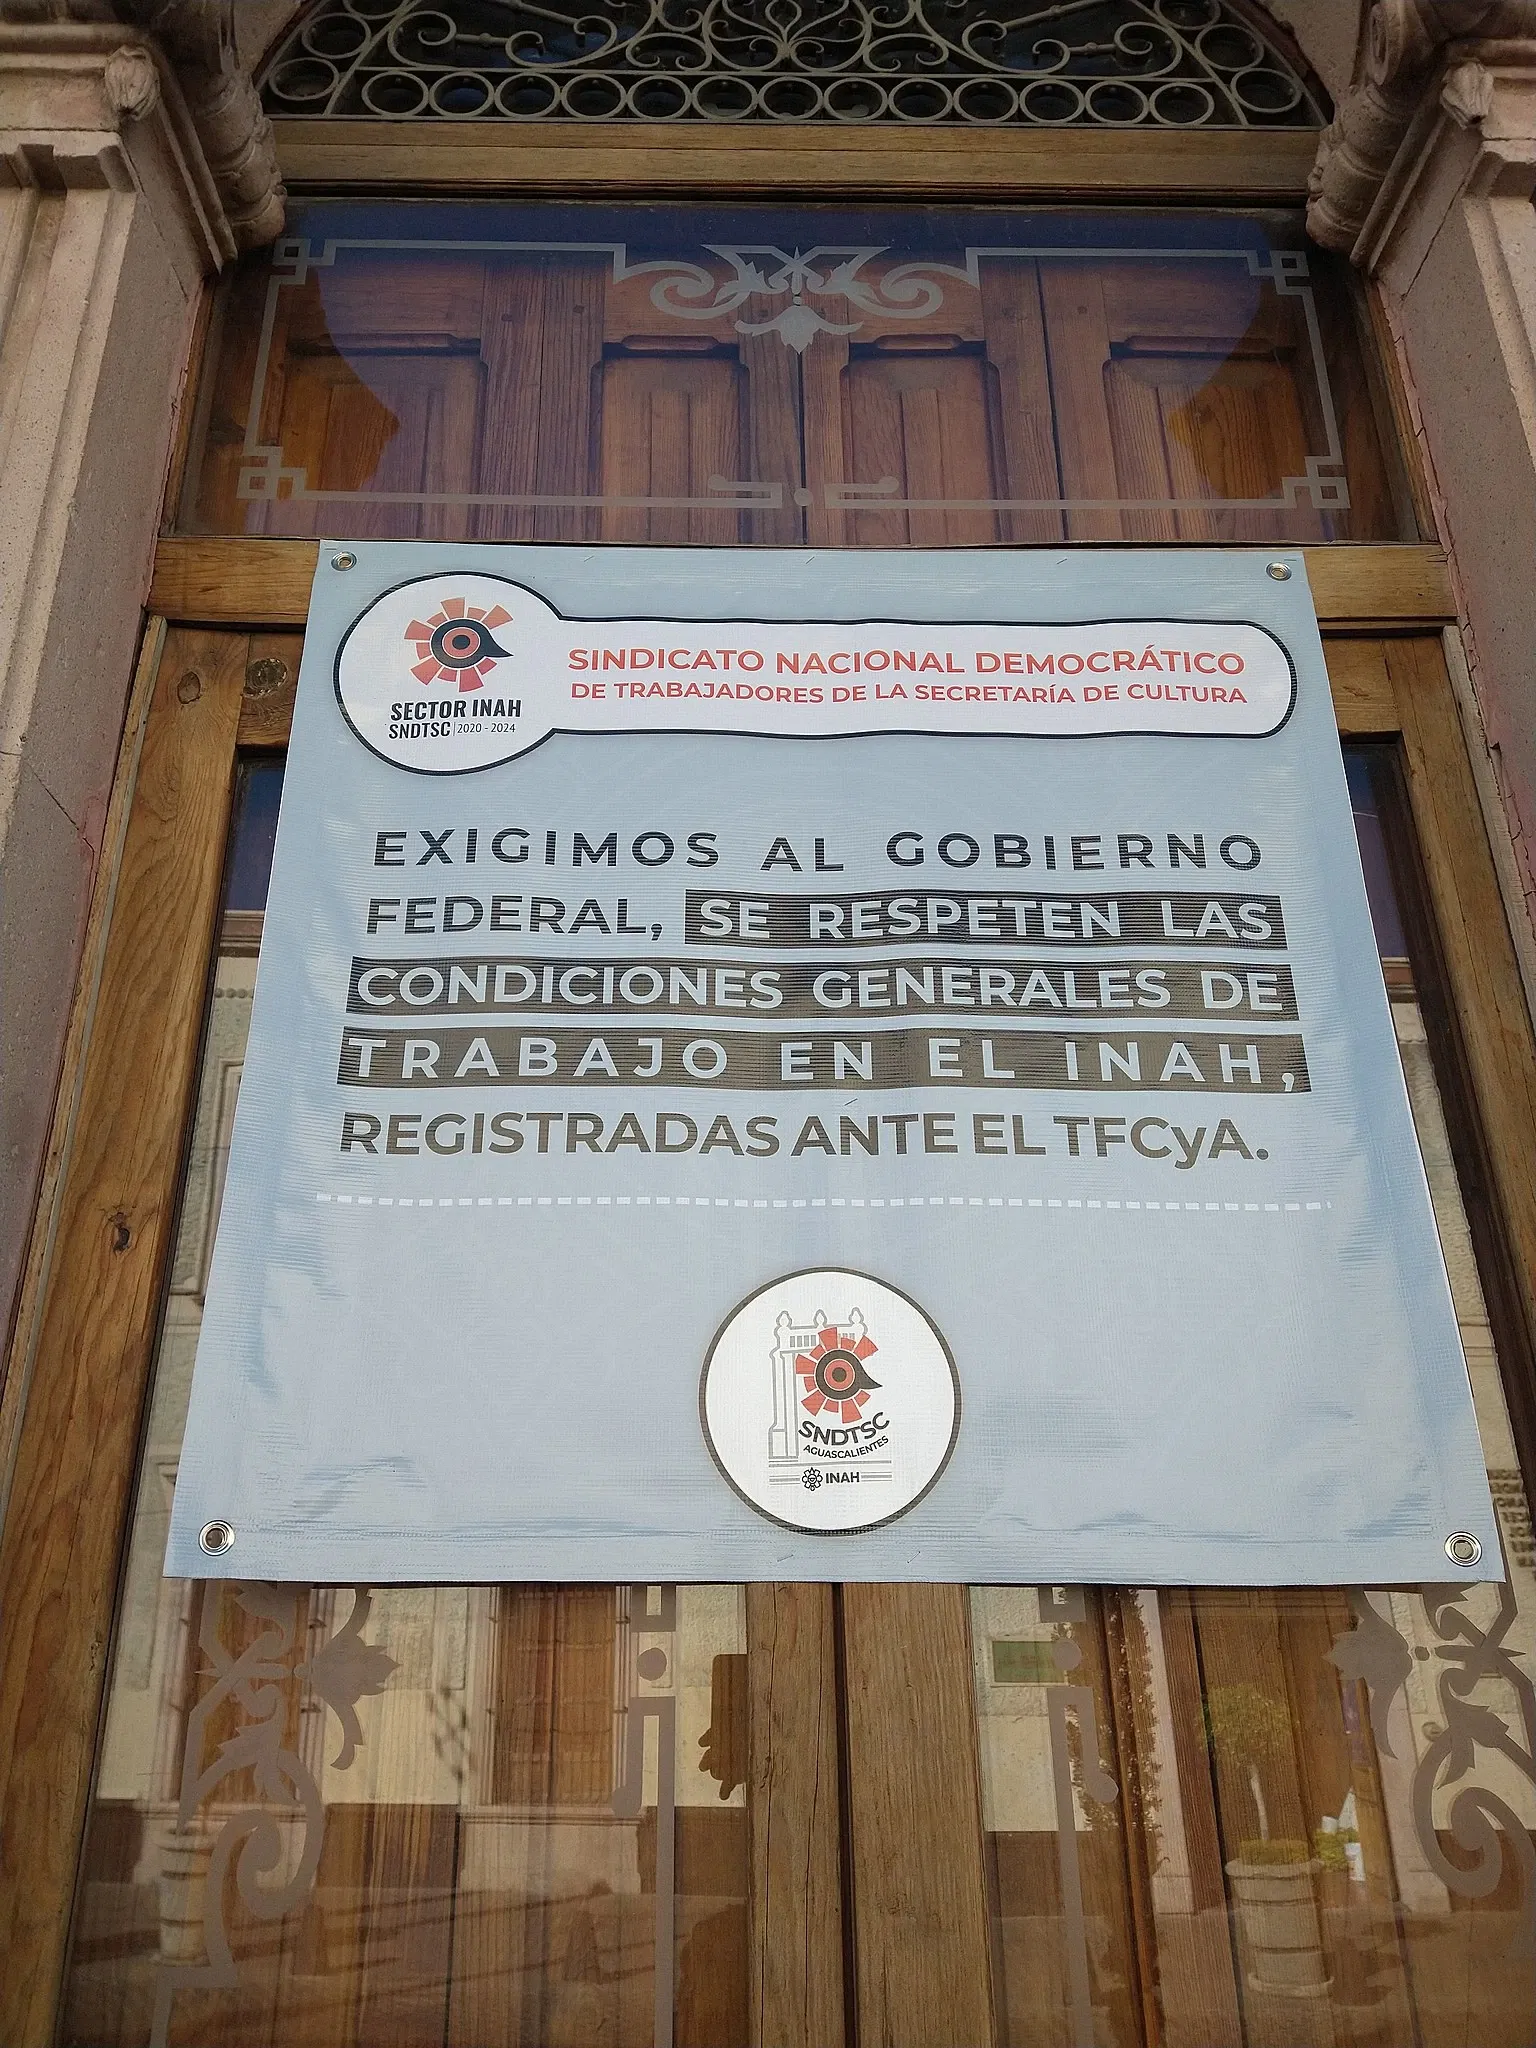 SECTOR INAH
SNDTSC | 2020 - 2024
SINDICATO NACIONAL DEMOCRÁTICO
DE TRABAJADORES DE LA SECRETARÍA DE CULTURA
EXIGIMOS AL GOBIERNO
FEDERAL, SE RESPETEN LAS
CONDICIONES GENERALES DE
TRABAJO EN EL INAH,
REGISTRADAS ANTE EL TFCyA.
SNDTSC
AGUASCALIENTES
INAH